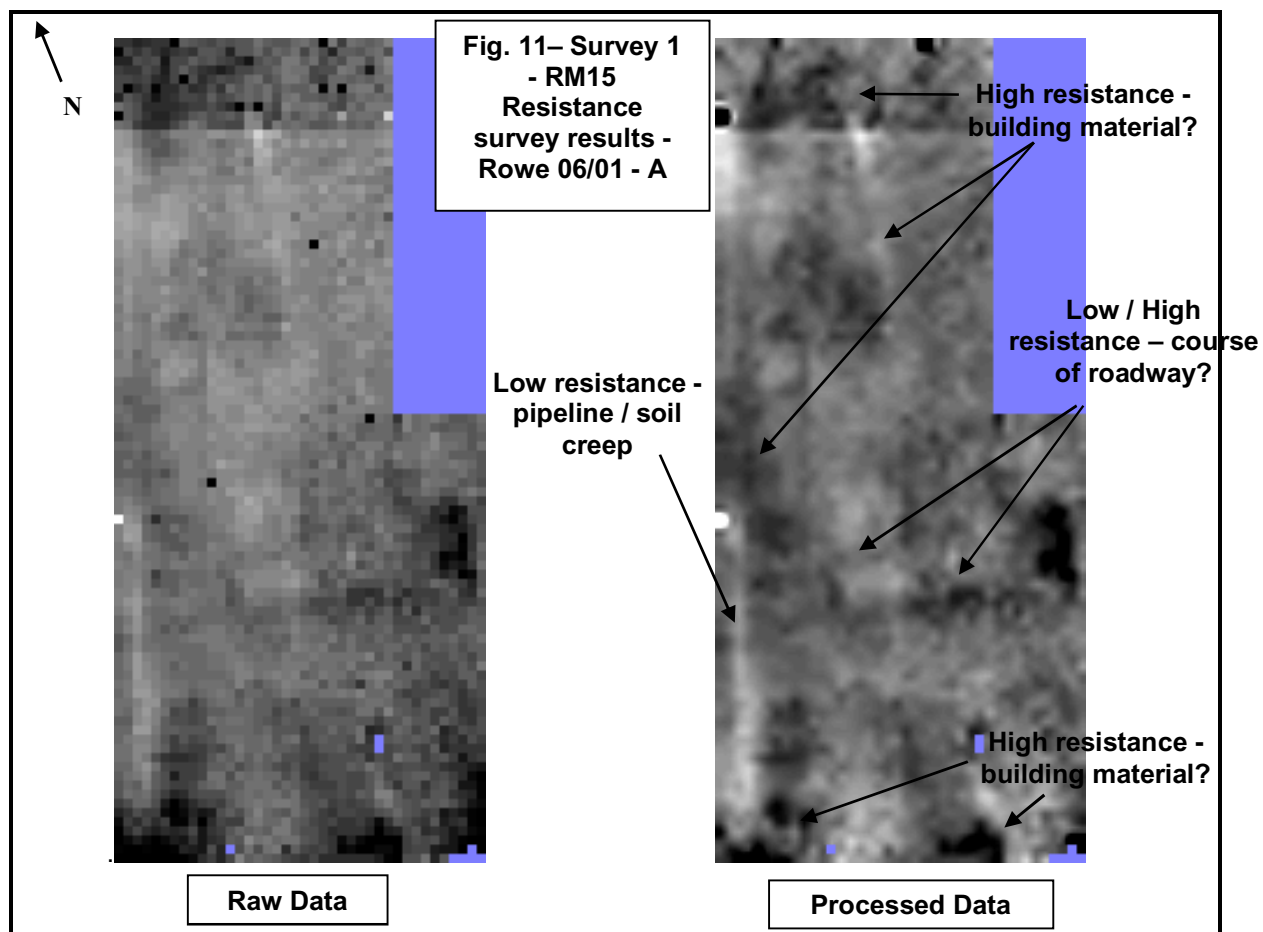 N
Fig. 11– Survey 1
- RM15
Resistance
survey results -
Rowe 06/01 - A
High resistance -
building material?
Low / High
resistance – course
of roadway?
Low resistance -
pipeline / soil
creep
High resistance -
building material?
Raw Data
Processed Data